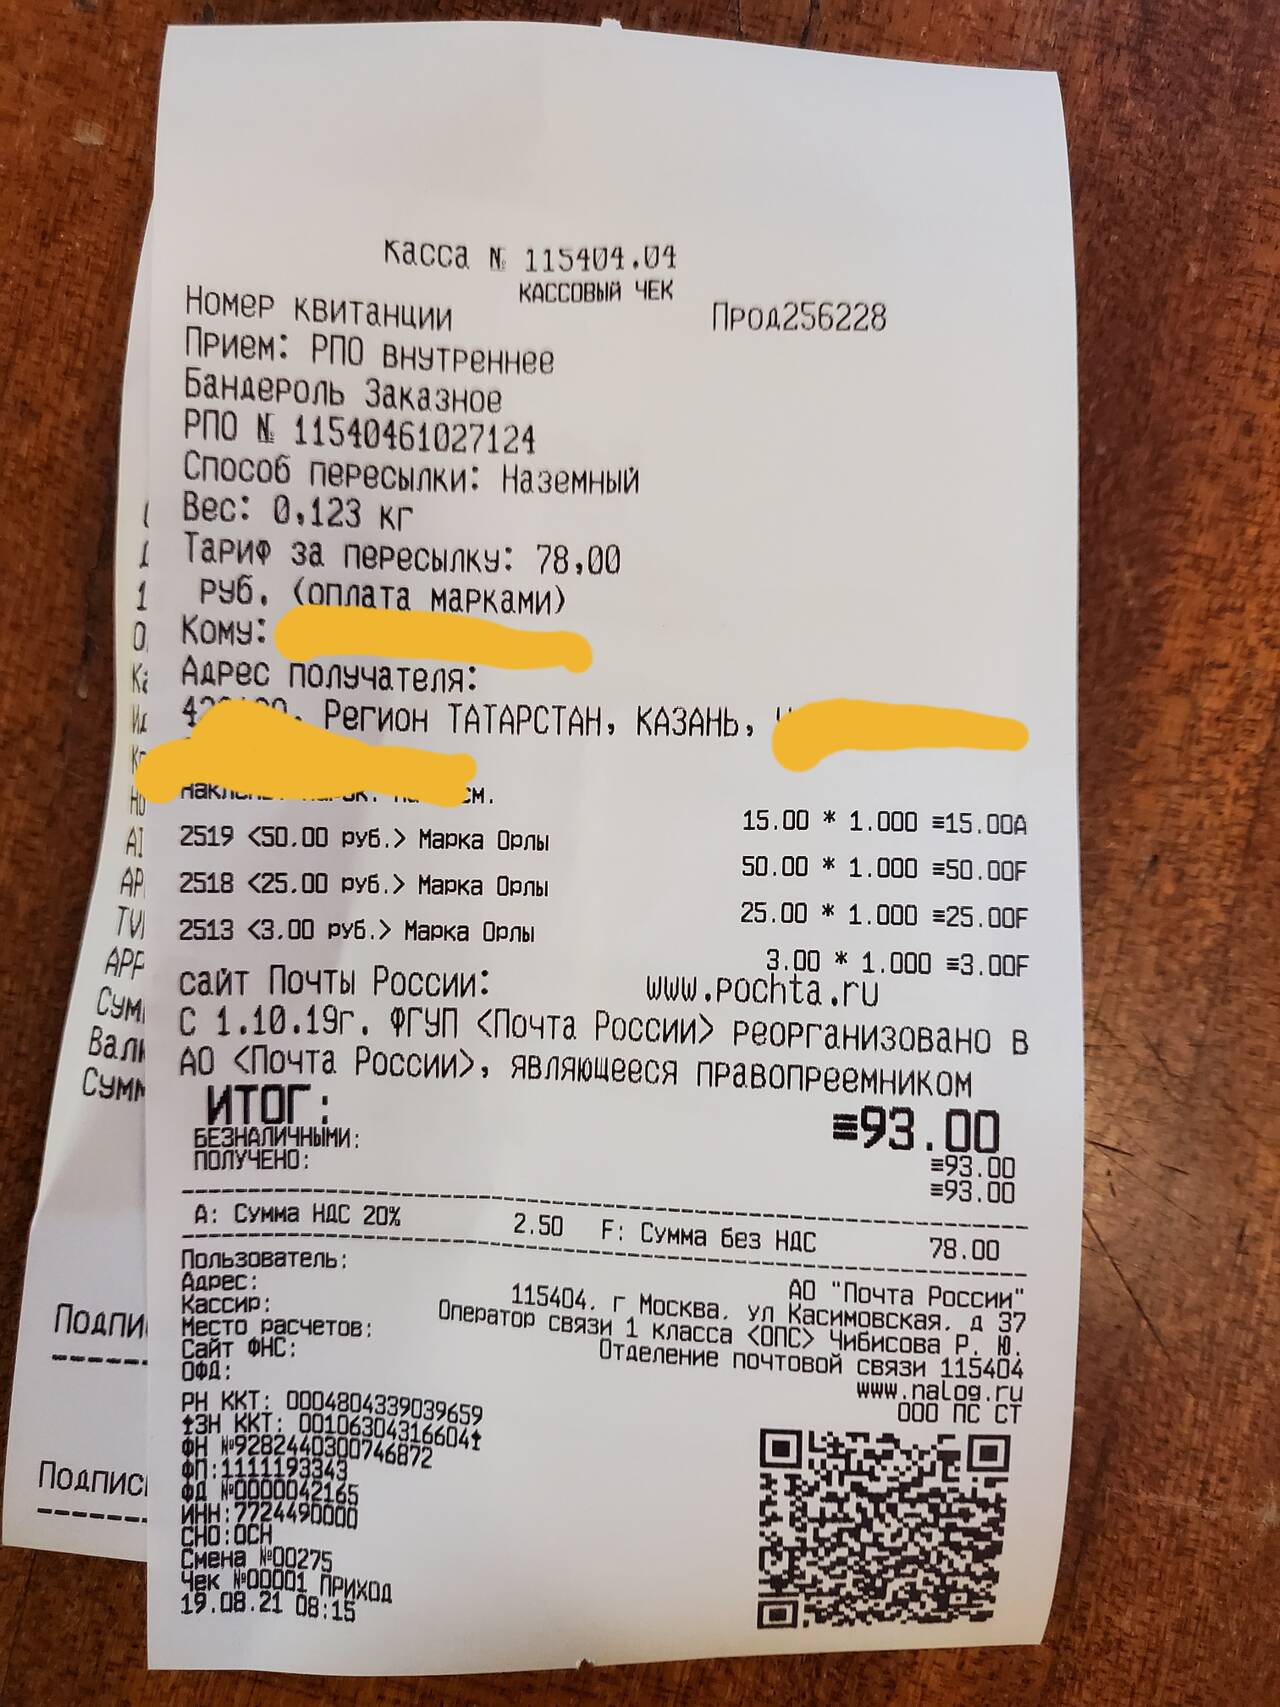 касса № 115404.04
КАССОВЫЙ ЧЕК
Номер квитанции Прод256228
Прием: РПО внутреннее
Бандероль Заказное
РПО № 11540461027124
Способ пересылки: Наземный
Вес: 0,123 кг
Тариф за пересылку: 78,00
руб. (оплата марками)
Кому:
Адрес получателя:
Регион ТАТАРСТАН, КАЗАНЬ,
15.00 * 1.000 ≡15.00А
2519 <50.00 руб.> Марка Орлы
50.00 * 1.000 ≡50.00F
2518 <25.00 руб.> Марка Орлы
25.00 * 1.000 ≡25.00F
2513 <3.00 руб.> Марка Орлы
3.00 * 1.000 ≡3.00F
сайт Почты России: www.pochta.ru
С 1.10.19г. ФГУП <Почта России> реорганизовано в
АО <Почта России>, являющееся правопреемником
ИТОГ: ≡93.00
БЕЗНАЛИЧНЫМИ: ≡93.00
ПОЛУЧЕНО: ≡93.00
А: Сумма НДС 20% 2.50 F: Сумма без НДС 78.00
Пользователь: АО "Почта России"
Адрес: 115404, г Москва, ул Касимовская, д 37
Кассир: Оператор связи 1 класса <ОПС> Чибисова Р. Ю.
Место расчетов: Отделение почтовой связи 115404
Сайт ФНС: www.nalog.ru
ОФД: ООО ПС СТ
РН ККТ: 0004804339039659
↑ЗН ККТ: 00106304316604↑
ФН №9282440300746872
ФП:1111193343
ФД №0000042165
ИНН:7724490000
СНО:ОСН
Смена №00275
Чек №00001 ПРИХОД
19.08.21 08:15